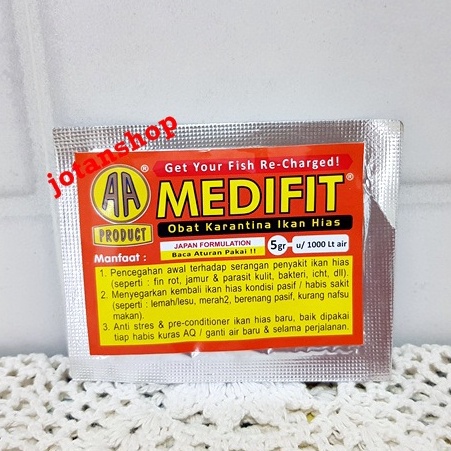 jotanshop
Get Your Fish Re-Charged!
AA ®
PRODUCT
MEDIFIT®
Obat Karantina Ikan Hias
JAPAN FORMULATION
Baca Aturan Pakai !!
5gr u/ 1000 Lt air
Manfaat :
1. Pencegahan awal terhadap serangan penyakit ikan hias
(seperti : fin rot, jamur & parasit kulit, bakteri, icht, dll).
2. Menyegarkan kembali ikan hias kondisi pasif / habis sakit
(seperti : lemah/lesu, merah2, berenang pasif, kurang nafsu
makan).
3. Anti stres & pre-conditioner ikan hias baru, baik dipakai
tiap habis kuras AQ / ganti air baru & selama perjalanan.